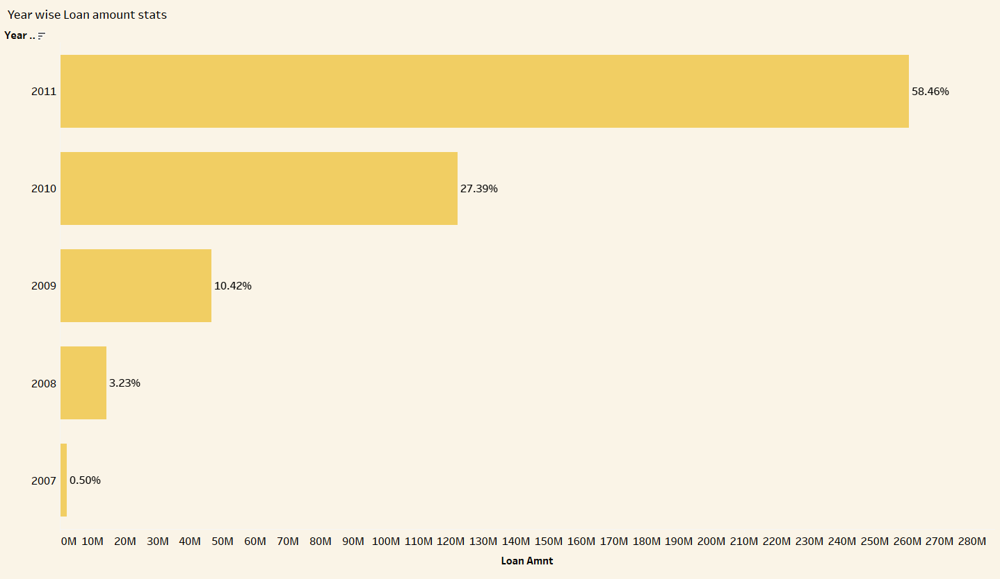 Year wise Loan amount stats
Year ..
2011 58.46%
2010 27.39%
2009 10.42%
2008 3.23%
2007 0.50%
0M 10M 20M 30M 40M 50M 60M 70M 80M 90M 100M 110M 120M 130M 140M 150M 160M 170M 180M 190M 200M 210M 220M 230M 240M 250M 260M 270M 280M
Loan Amnt